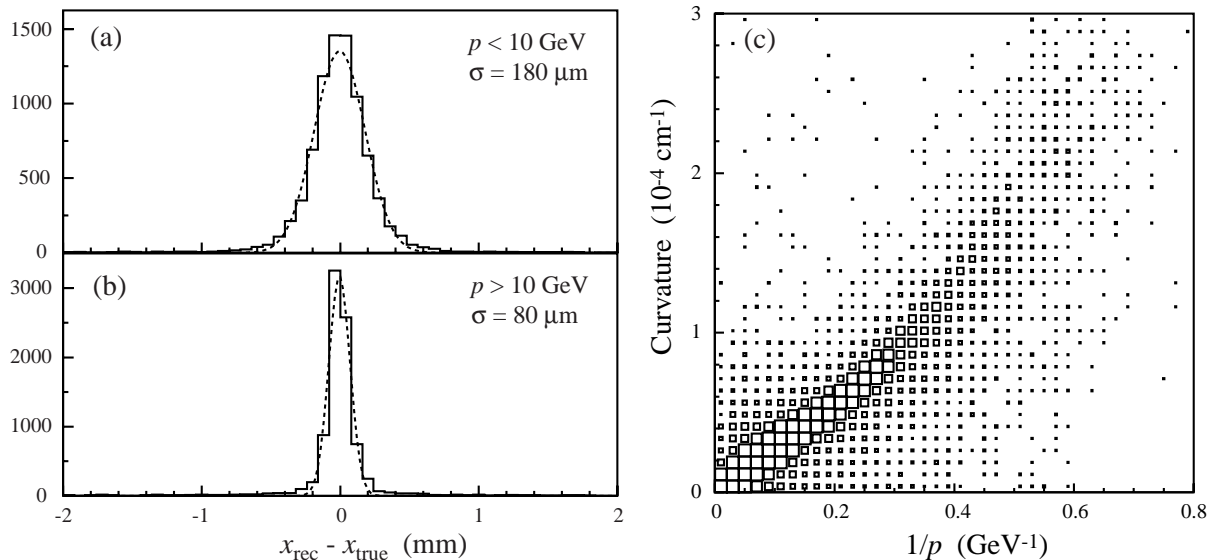 (a)
p < 10 GeV
σ = 180 μm
1500
1000
500
0
(b)
p > 10 GeV
σ = 80 μm
3000
2000
1000
0
-2 -1 0 1 2
x_rec - x_true (mm)
(c)
Curvature (10⁻⁴ cm⁻¹)
3
2
1
0
0 0.2 0.4 0.6 0.8
1/p (GeV⁻¹)